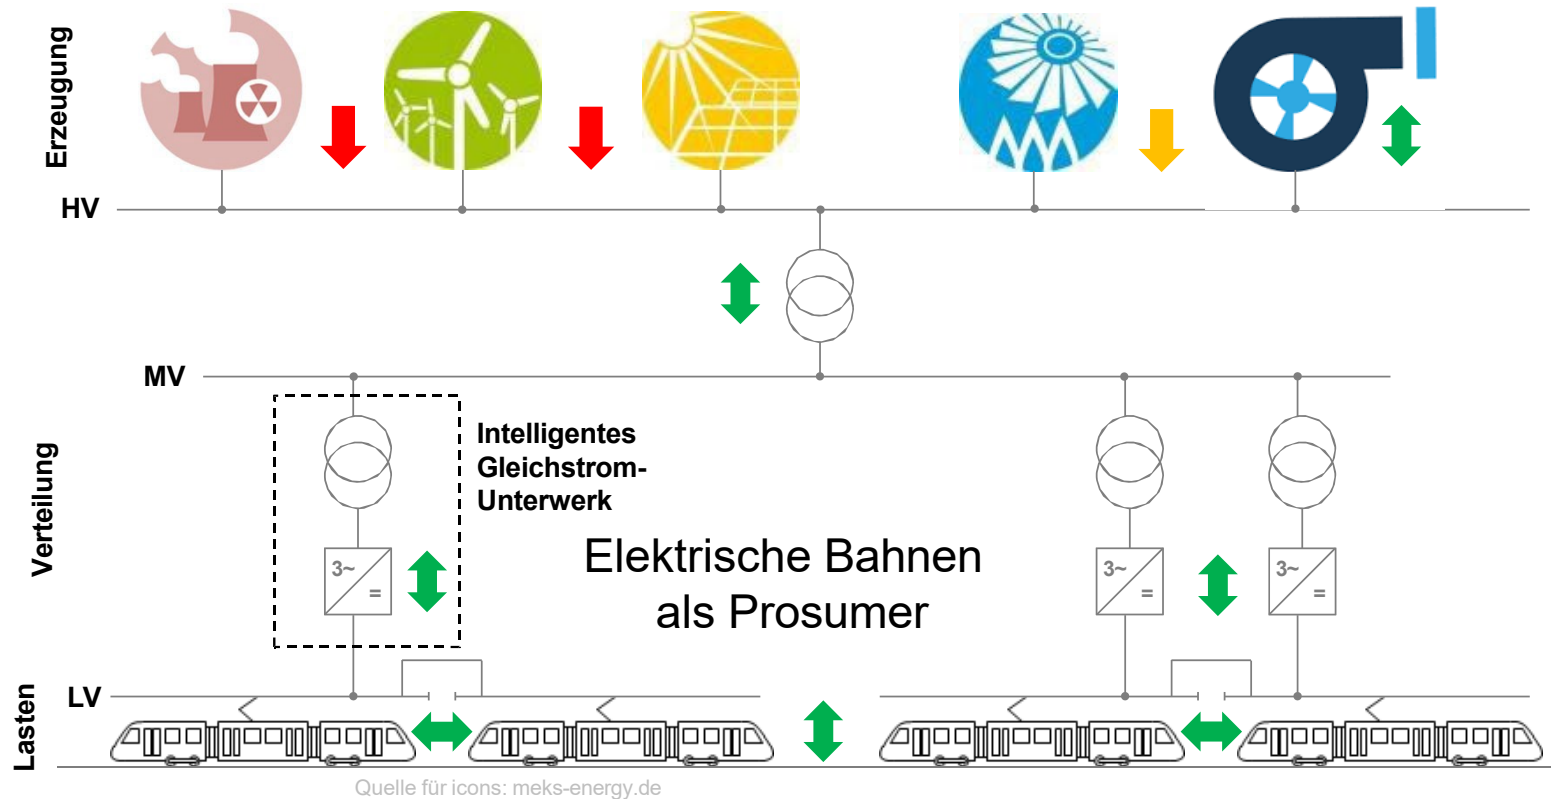 Erzeugung
HV
MV
Intelligentes
Gleichstrom-
Unterwerk
Verteilung
Elektrische Bahnen
als Prosumer
3~
=
3~
=
3~
=
LV
Lasten
Quelle für icons: meks-energy.de